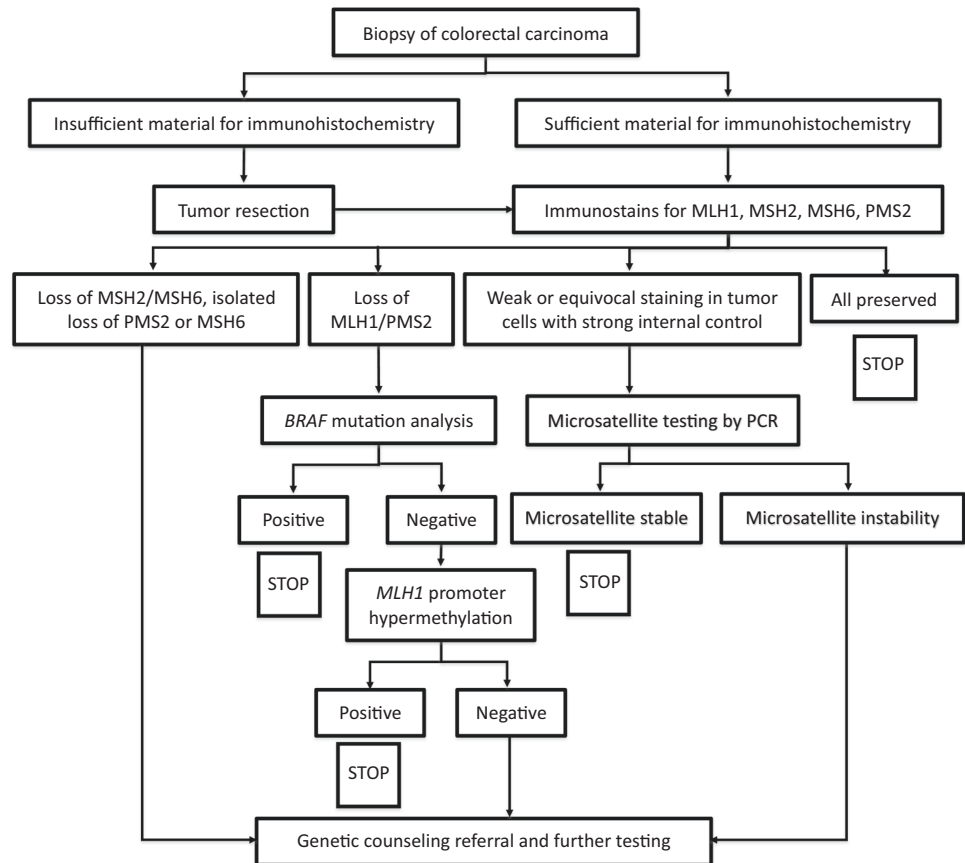 Biopsy of colorectal carcinoma
Insufficient material for immunohistochemistry
Sufficient material for immunohistochemistry
Tumor resection
Immunostains for MLH1, MSH2, MSH6, PMS2
Loss of MSH2/MSH6, isolated
loss of PMS2 or MSH6
Loss of
MLH1/PMS2
Weak or equivocal staining in tumor
cells with strong internal control
All preserved
STOP
BRAF mutation analysis
Microsatellite testing by PCR
Positive
Negative
Microsatellite stable
Microsatellite instability
STOP
STOP
MLH1 promoter
hypermethylation
Positive
Negative
STOP
Genetic counseling referral and further testing